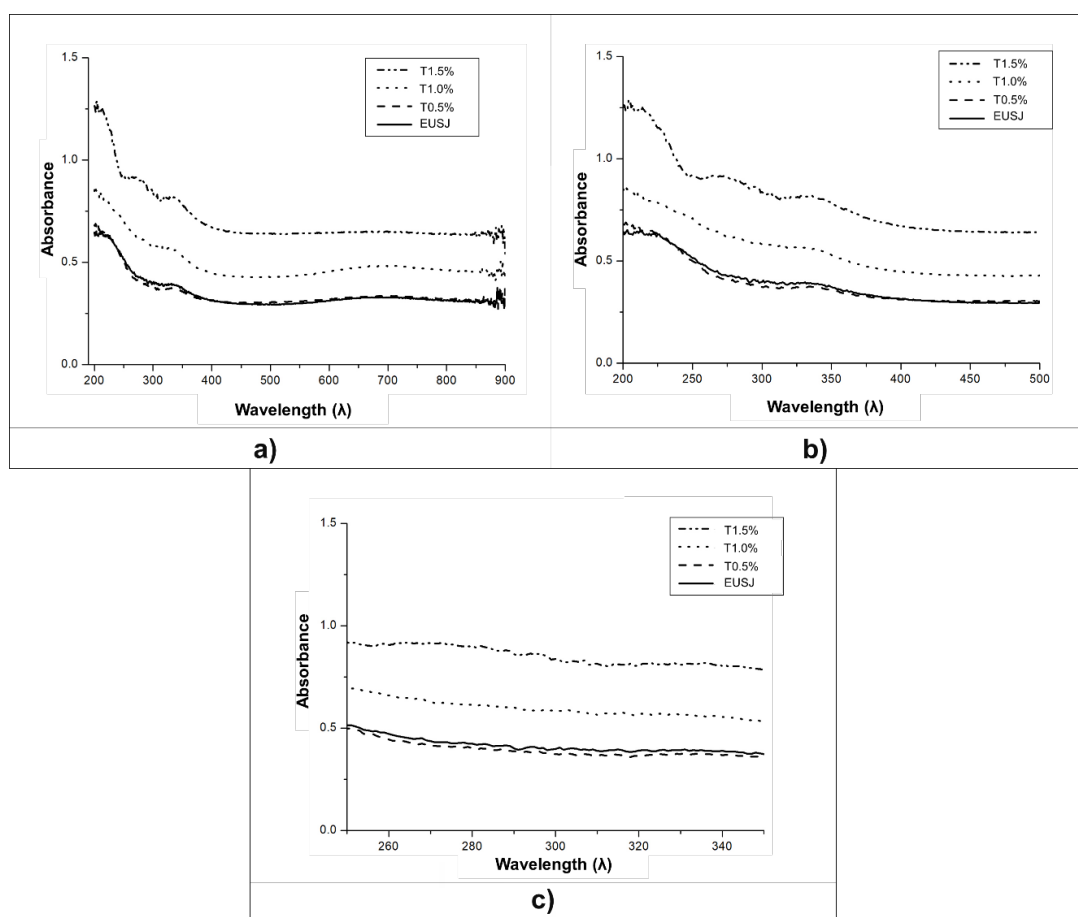 1.5
T1.5%
T1.0%
T0.5%
EUSJ
1.0
Absorbance
0.5
0.0
200 300 400 500 600 700 800 900
Wavelength (λ)
a)
1.5
T1.5%
T1.0%
T0.5%
EUSJ
1.0
Absorbance
0.5
0.0
200 250 300 350 400 450 500
Wavelength (λ)
b)
1.5
T1.5%
T1.0%
T0.5%
EUSJ
1.0
Absorbance
0.5
0.0
260 280 300 320 340
Wavelength (λ)
c)